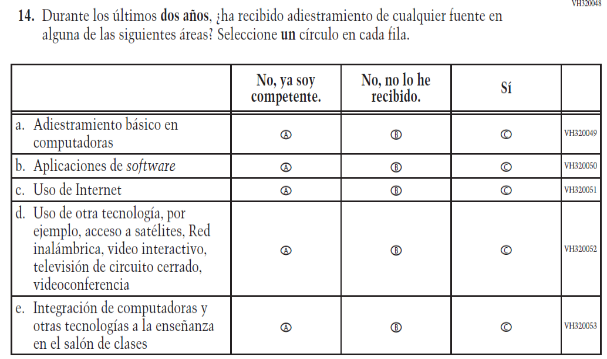 VH320048
14. Durante los últimos dos años, ¿ha recibido adiestramiento de cualquier fuente en
alguna de las siguientes áreas? Seleccione un círculo en cada fila.
No, ya soy
competente.
No, no lo he
recibido.
Sí
a. Adiestramiento básico en
computadoras
A B C VH320049
b. Aplicaciones de software A B C VH320050
c. Uso de Internet A B C VH320051
d. Uso de otra tecnología, por
ejemplo, acceso a satélites, Red
inalámbrica, video interactivo,
televisión de circuito cerrado,
videoconferencia
A B C VH320052
e. Integración de computadoras y
otras tecnologías a la enseñanza
en el salón de clases
A B C VH320053